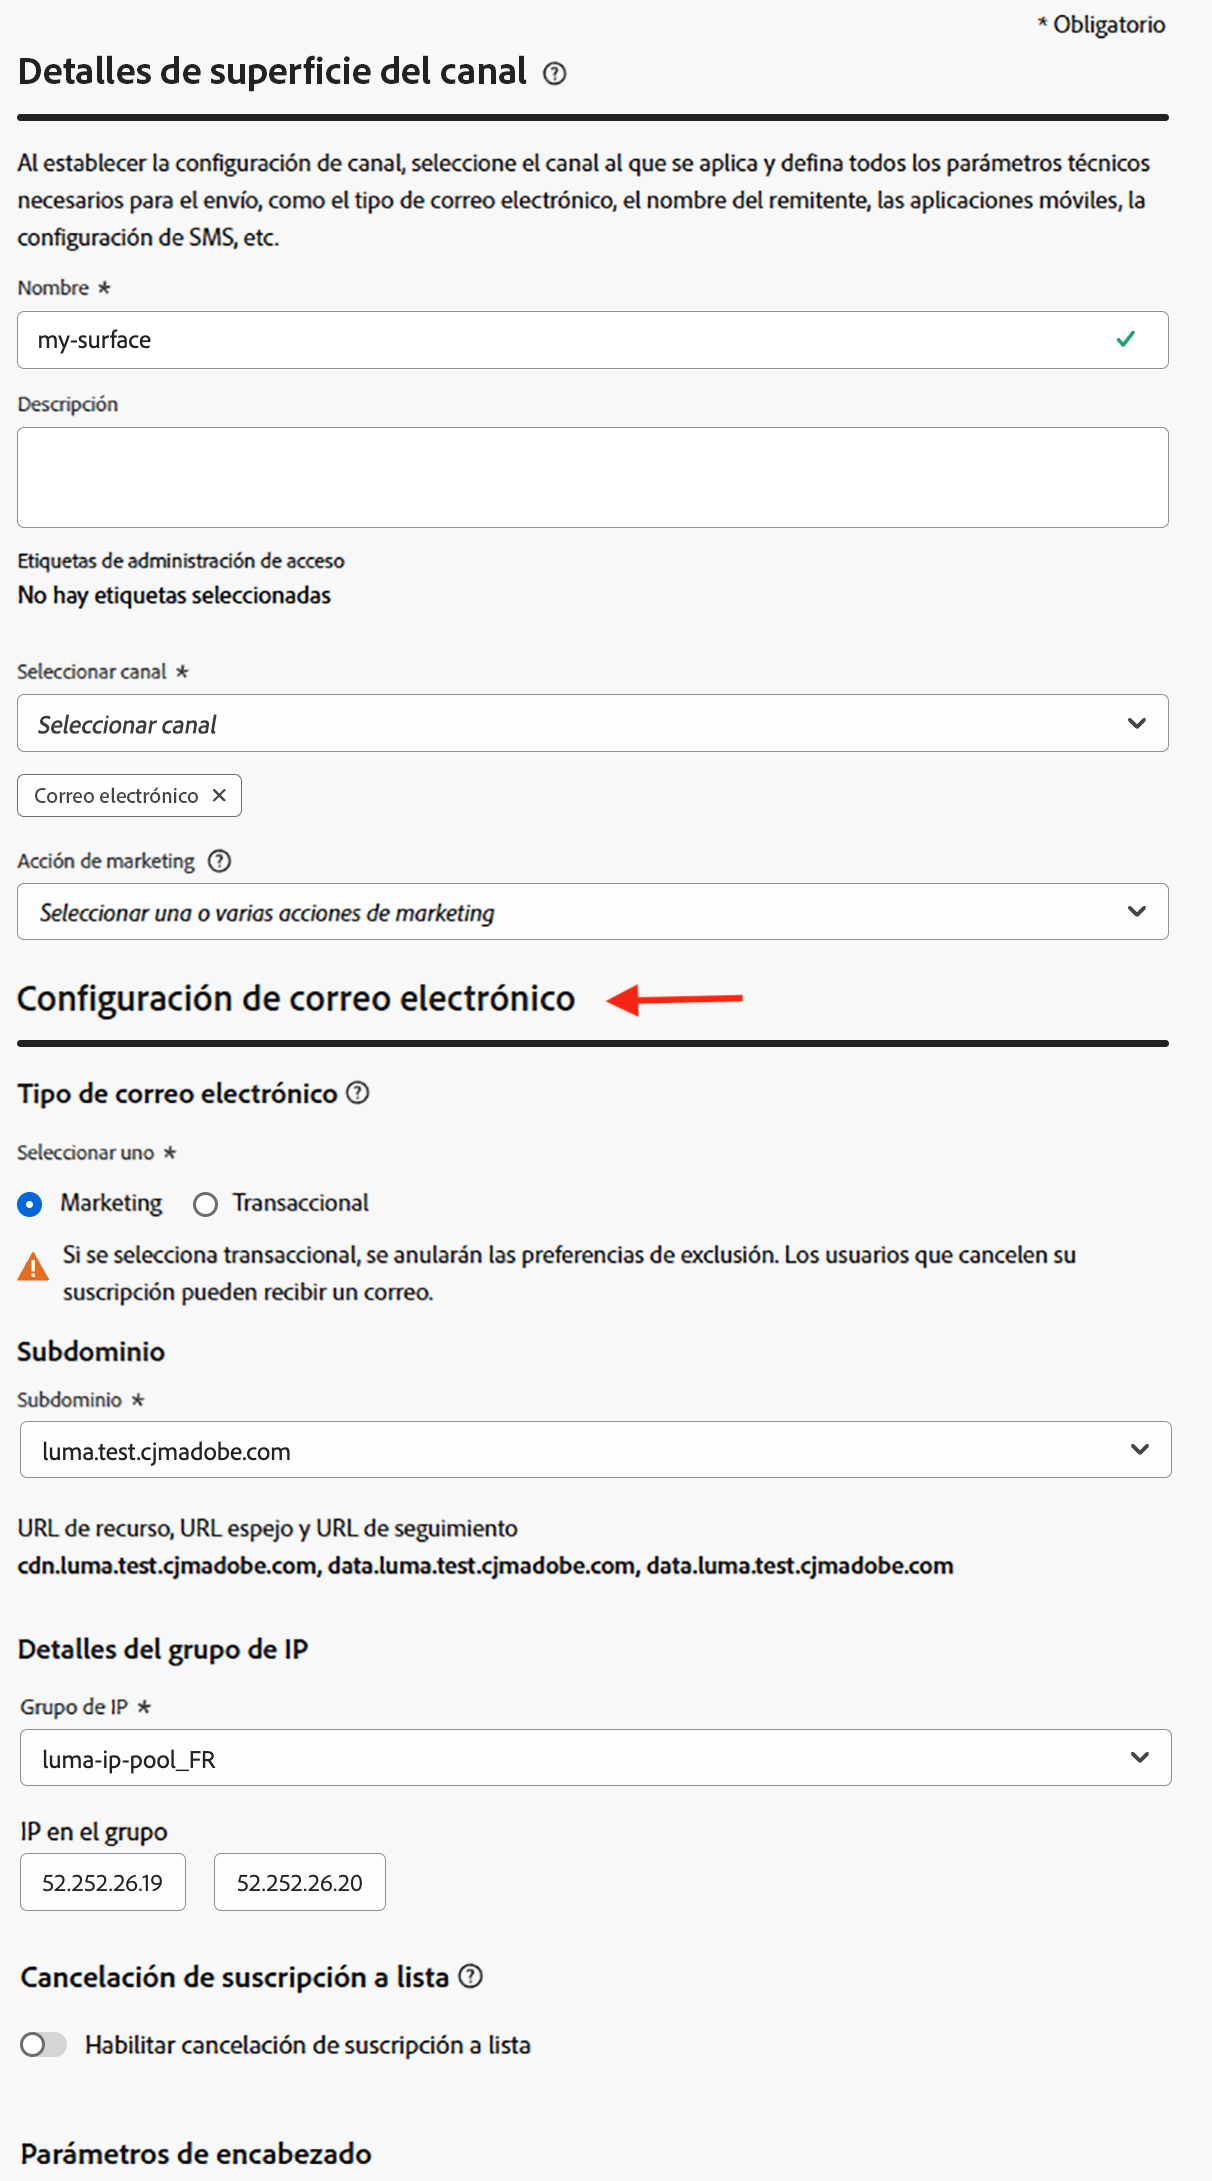 * Obligatorio
Detalles de superficie del canal
Al establecer la configuración de canal, seleccione el canal al que se aplica y defina todos los parámetros técnicos
necesarios para el envío, como el tipo de correo electrónico, el nombre del remitente, las aplicaciones móviles, la
configuración de SMS, etc.
Nombre *
my-surface
Descripción
Etiquetas de administración de acceso
No hay etiquetas seleccionadas
Seleccionar canal *
Seleccionar canal
Correo electrónico
Acción de marketing
Seleccionar una o varias acciones de marketing
Configuración de correo electrónico
Tipo de correo electrónico
Seleccionar uno *
Marketing Transaccional
Si se selecciona transaccional, se anularán las preferencias de exclusión. Los usuarios que cancelen su
suscripción pueden recibir un correo.
Subdominio
Subdominio *
luma.test.cjmadobe.com
URL de recurso, URL espejo y URL de seguimiento
cdn.luma.test.cjmadobe.com, data.luma.test.cjmadobe.com, data.luma.test.cjmadobe.com
Detalles del grupo de IP
Grupo de IP *
luma-ip-pool_FR
IP en el grupo
52.252.26.19 52.252.26.20
Cancelación de suscripción a lista
Habilitar cancelación de suscripción a lista
Parámetros de encabezado